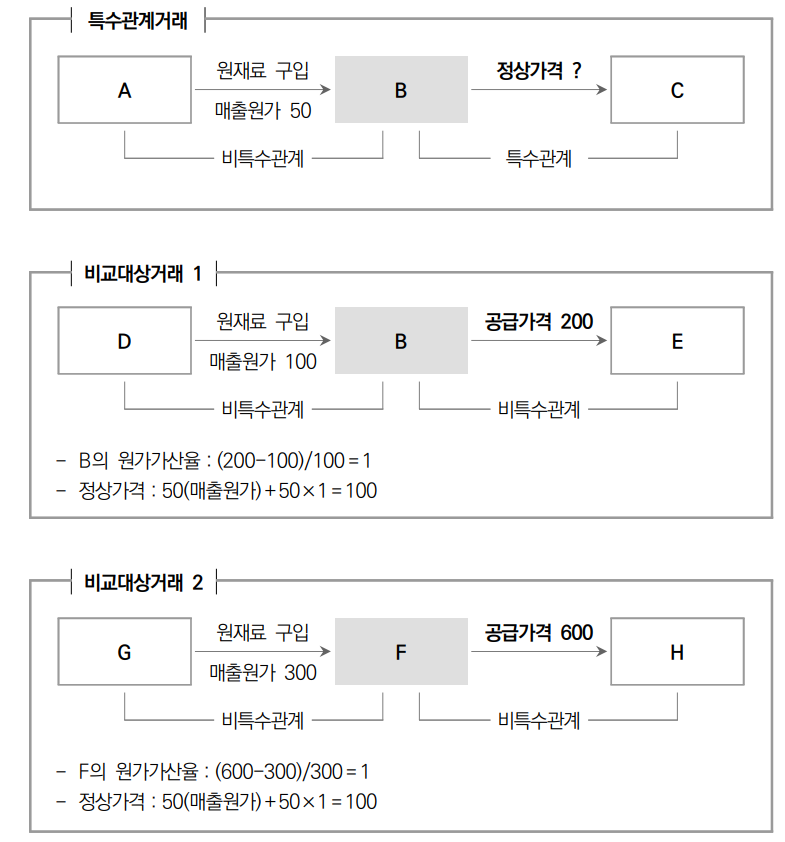 특수관계거래
A
원재료 구입
매출원가 50
B
정상가격 ?
C
비특수관계
특수관계
비교대상거래 1
D
원재료 구입
매출원가 100
B
공급가격 200
E
비특수관계
비특수관계
- B의 원가가산율 : (200-100)/100=1
- 정상가격 : 50(매출원가)+50×1=100
비교대상거래 2
G
원재료 구입
매출원가 300
F
공급가격 600
H
비특수관계
비특수관계
- F의 원가가산율 : (600-300)/300=1
- 정상가격 : 50(매출원가)+50×1=100